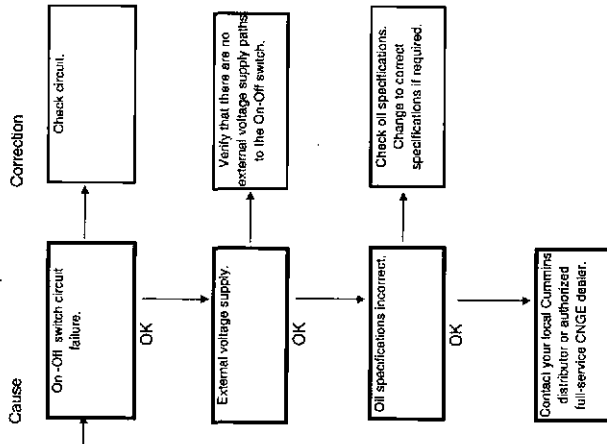 Cause
Correction
On -Off switch circuit
failure.
Check circuit.
OK
External voltage supply.
Verify that there are no
external voltage supply paths
to the On-Off switch.
OK
Oil specifications incorrect.
Check oil specifications.
Change to correct
specifications if required.
OK
Contact your local Cummins
distributor or authorized
full-service CNGE dealer.